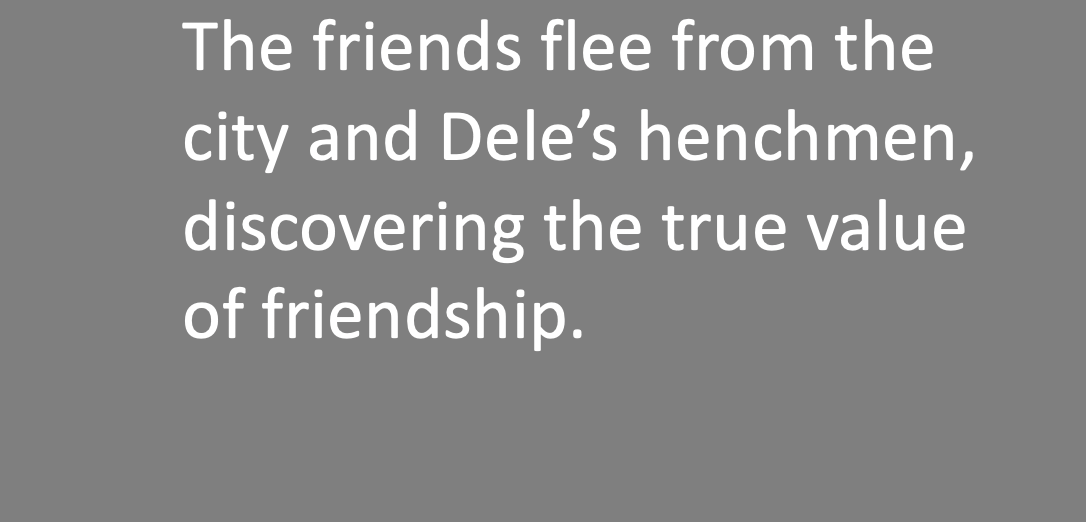 The friends flee from the
city and Dele’s henchmen,
discovering the true value
of friendship.